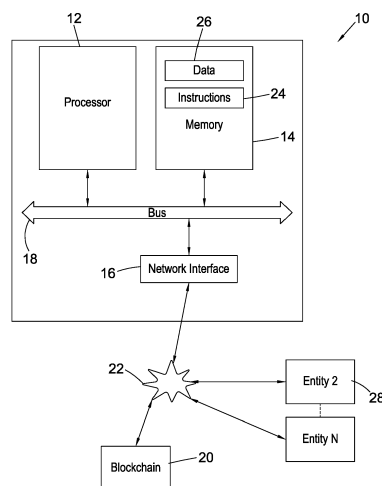 12
26
10
Data
Instructions
24
Processor
Memory
14
Bus
18
16
Network Interface
22
Entity 2
28
Entity N
Blockchain
20